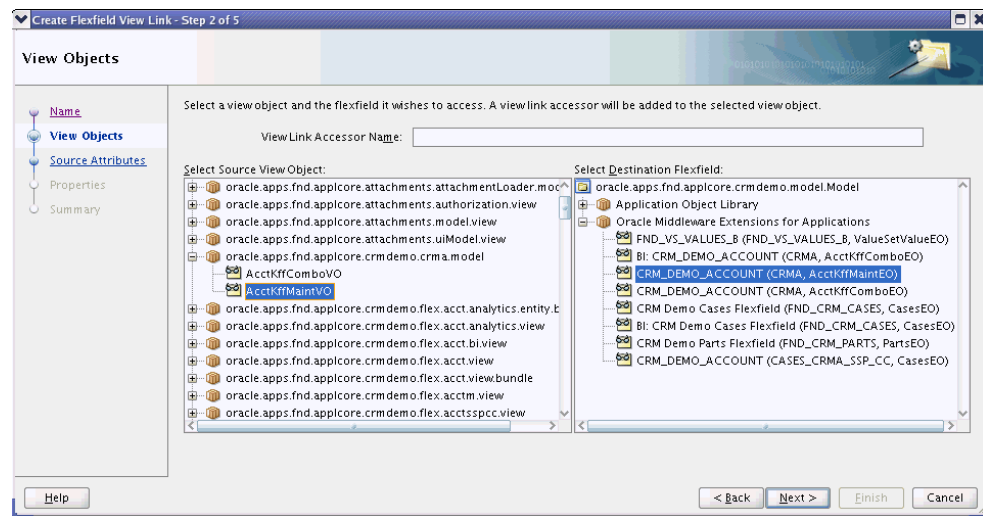 Create Flexfield View Link - Step 2 of 5
View Objects
Name
View Objects
Source Attributes
Properties
Summary
Select a view object and the flexfield it wishes to access. A view link accessor will be added to the selected view object.
View Link Accessor Name:
Select Source View Object:
oracle.apps.fnd.applcore.attachments.attachmentLoader.moc
oracle.apps.fnd.applcore.attachments.authorization.view
oracle.apps.fnd.applcore.attachments.model.view
oracle.apps.fnd.applcore.attachments.uiModel.view
oracle.apps.fnd.applcore.crmdemo.crma.model
AcctKffComboVO
AcctKffMaintVO
oracle.apps.fnd.applcore.crmdemo.flex.acct.analytics.entity.b
oracle.apps.fnd.applcore.crmdemo.flex.acct.analytics.view
oracle.apps.fnd.applcore.crmdemo.flex.acct.bi.view
oracle.apps.fnd.applcore.crmdemo.flex.acct.view
oracle.apps.fnd.applcore.crmdemo.flex.acct.view.bundle
oracle.apps.fnd.applcore.crmdemo.flex.acctm.view
oracle.apps.fnd.applcore.crmdemo.flex.acctsspcc.view
Select Destination Flexfield:
oracle.apps.fnd.applcore.crmdemo.model.Model
Application Object Library
Oracle Middleware Extensions for Applications
FND_VS_VALUES_B (FND_VS_VALUES_B, ValueSetValueEO)
BI: CRM_DEMO_ACCOUNT (CRMA, AcctKffComboEO)
CRM_DEMO_ACCOUNT (CRMA, AcctKffMaintEO)
CRM_DEMO_ACCOUNT (CRMA, AcctKffComboEO)
CRM Demo Cases Flexfield (FND_CRM_CASES, CasesEO)
BI: CRM Demo Cases Flexfield (FND_CRM_CASES, CasesEO)
CRM Demo Parts Flexfield (FND_CRM_PARTS, PartsEO)
CRM_DEMO_ACCOUNT (CASES_CRMA_SSP_CC, CasesEO)
Help
< Back
Next >
Finish
Cancel